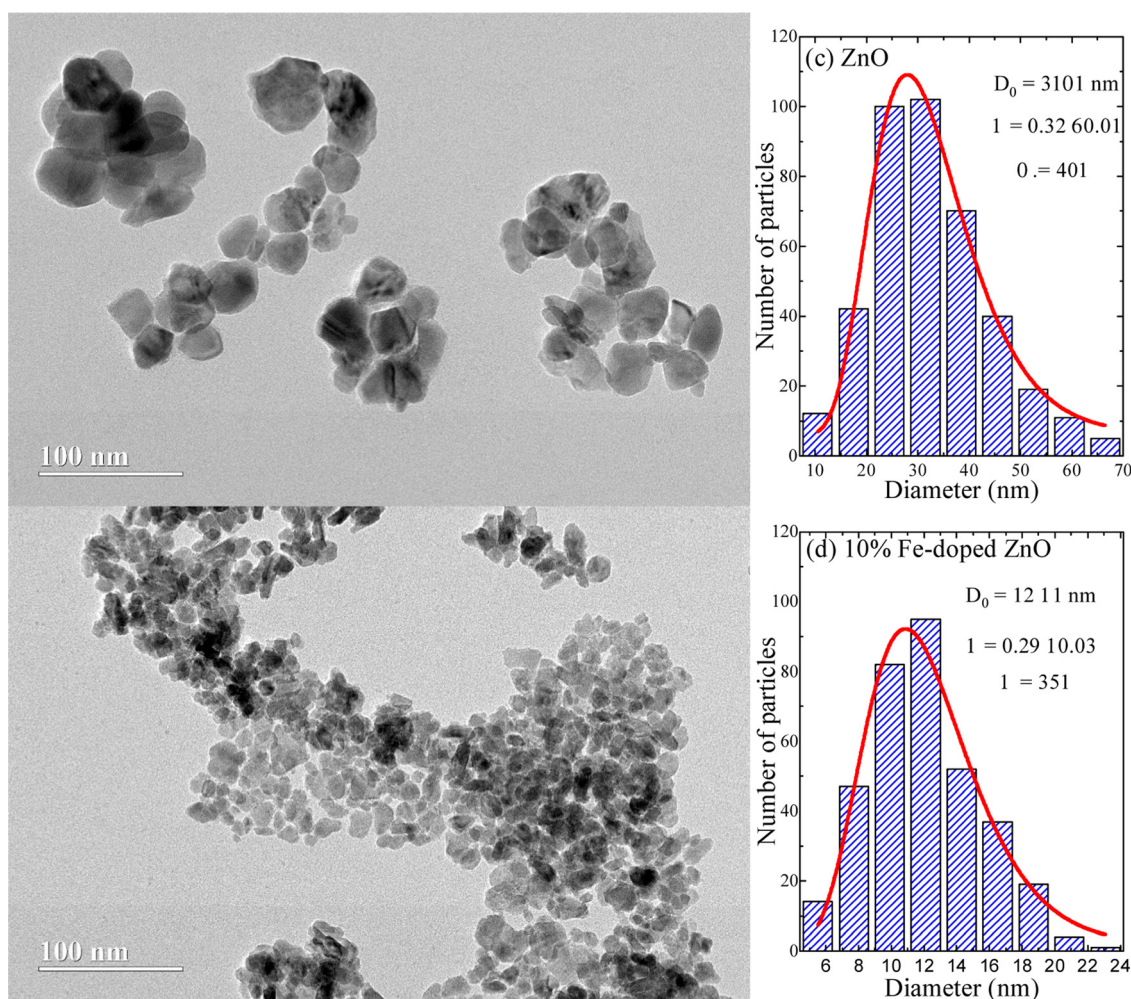 100 nm
100 nm
(c) ZnO
D₀ = 3101 nm
1 = 0.32 60.01
0 .= 401
Number of particles
120
100
80
60
40
20
0
10 20 30 40 50 60 70
Diameter (nm)
(d) 10% Fe-doped ZnO
D₀ = 12 11 nm
1 = 0.29 10.03
1 = 351
Number of particles
120
100
80
60
40
20
0
6 8 10 12 14 16 18 20 22 24
Diameter (nm)